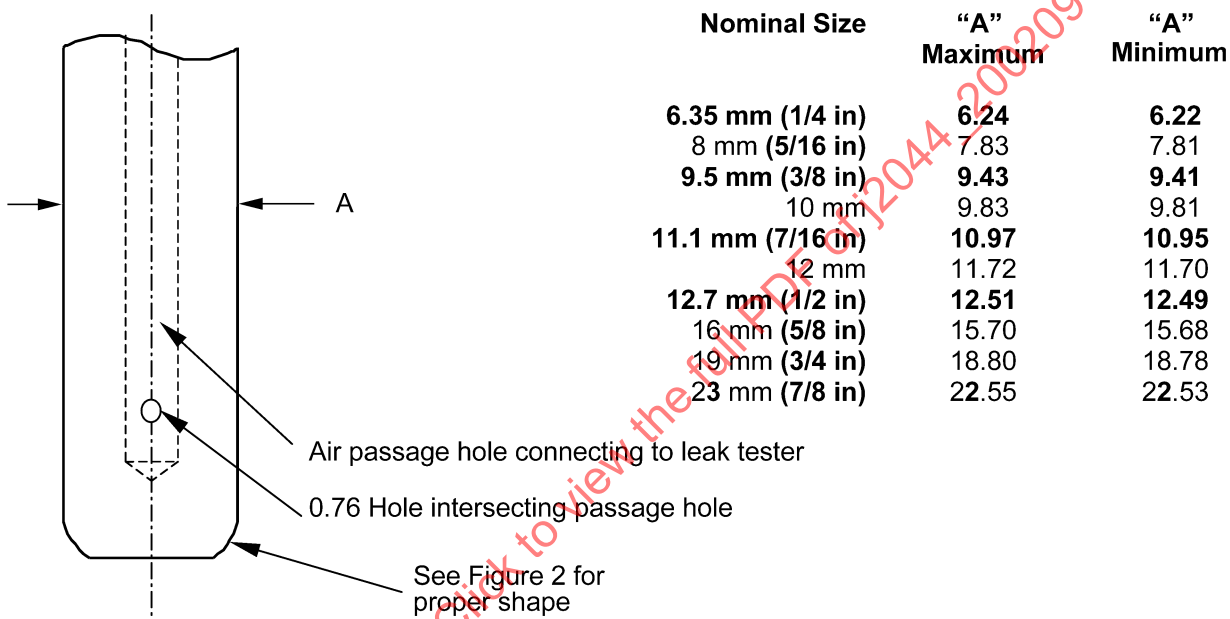 Nominal Size “A” Maximum “A” Minimum
6.35 mm (1/4 in) 6.24 6.22
8 mm (5/16 in) 7.83 7.81
9.5 mm (3/8 in) 9.43 9.41
10 mm 9.83 9.81
11.1 mm (7/16 in) 10.97 10.95
12 mm 11.72 11.70
12.7 mm (1/2 in) 12.51 12.49
16 mm (5/8 in) 15.70 15.68
19 mm (3/4 in) 18.80 18.78
23 mm (7/8 in) 22.55 22.53
A
Air passage hole connecting to leak tester
0.76 Hole intersecting passage hole
See Figure 2 for
proper shape
Click to view the full PDF of j2044_200209